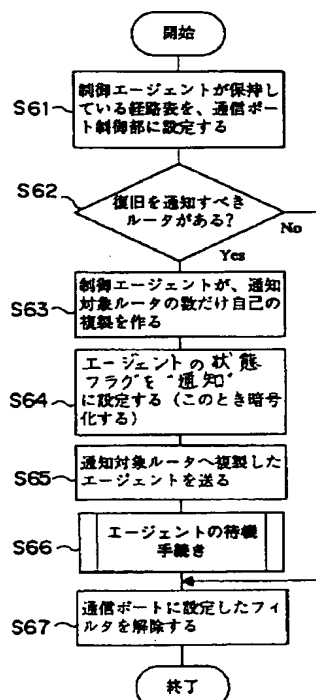 開始
S61
制御エージェントが保持し
ている経路表を、通信ポー
ト制御部に設定する
S62
復旧を通知すべき
ルータがある?
No
Yes
S63
制御エージェントが、通知
対象ルータの数だけ自己の
複製を作る
S64
エージェントの状態
フラグを“通知”
に設定する(このとき暗号
化する)
S65
通知対象ルータへ複製した
エージェントを送る
S66
エージェントの待機
手続き
S67
通信ポートに設定したフィ
ルタを解除する
終了